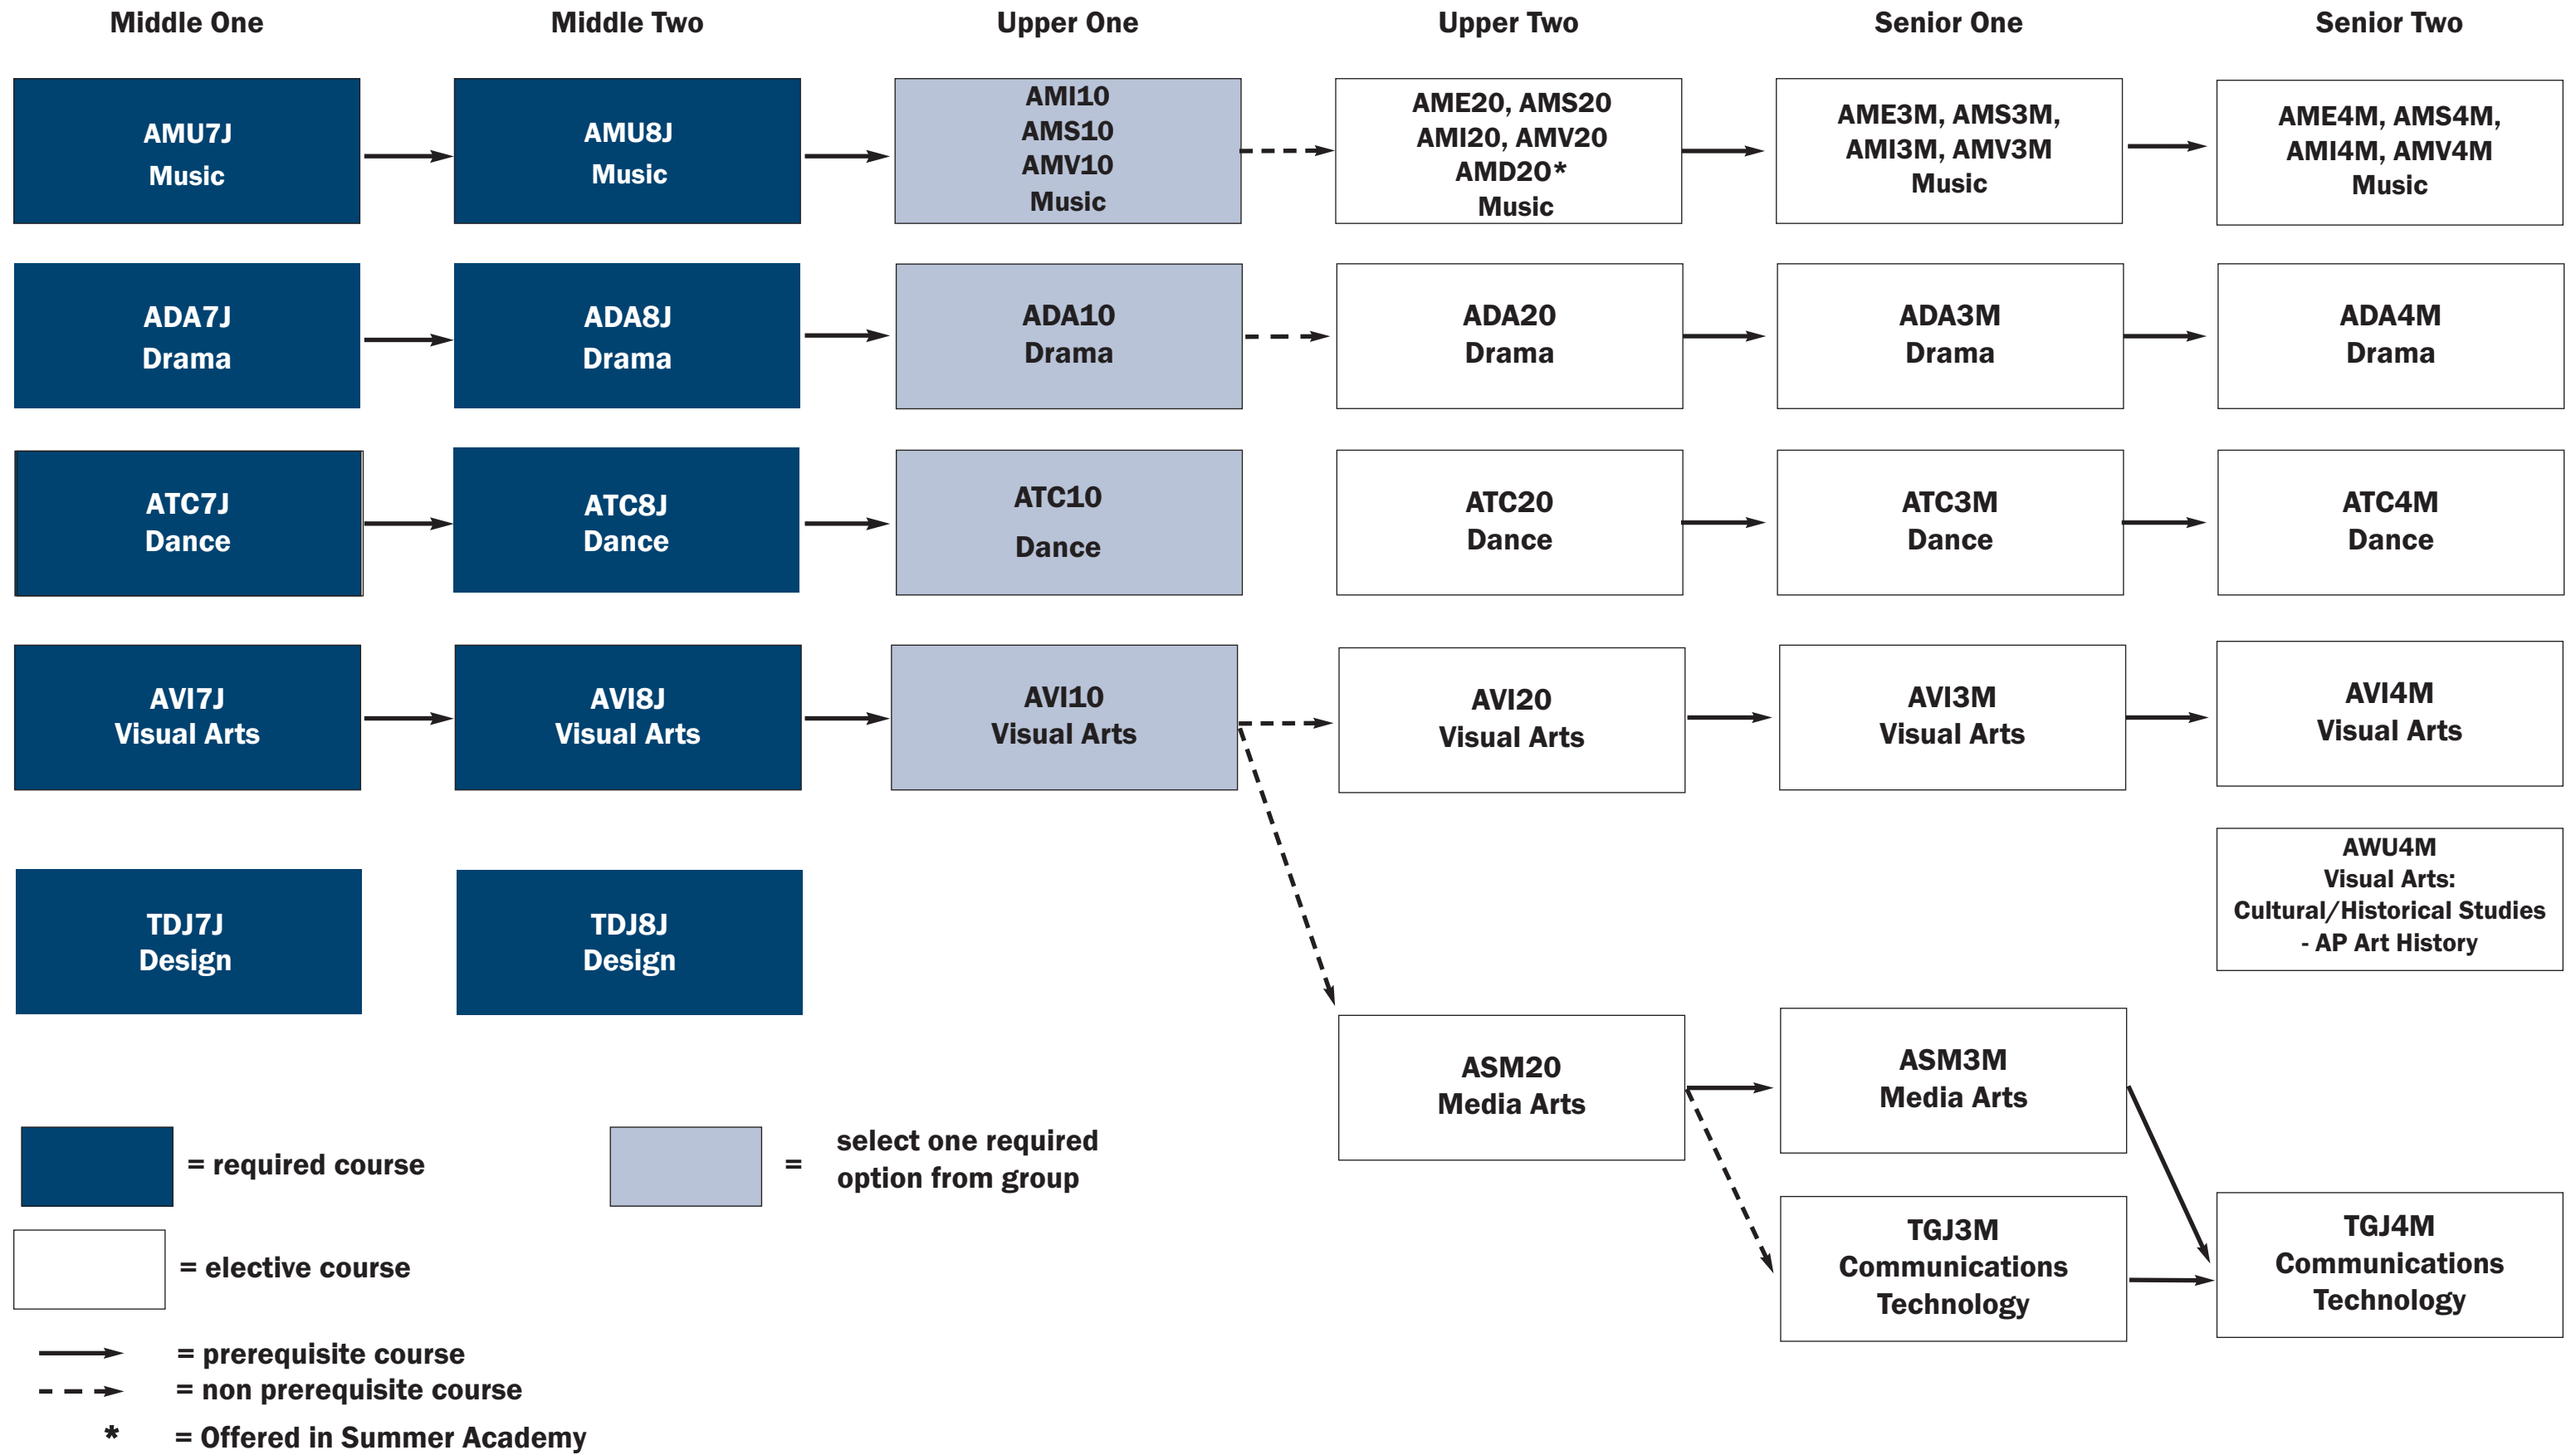 Middle One
Middle Two
Upper One
Upper Two
Senior One
Senior Two
AMU7J
Music
AMU8J
Music
AMI10
AMS10
AMV10
Music
AME20, AMS20
AMI20, AMV20
AMD20*
Music
AME3M, AMS3M,
AMI3M, AMV3M
Music
AME4M, AMS4M,
AMI4M, AMV4M
Music
ADA7J
Drama
ADA8J
Drama
ADA10
Drama
ADA20
Drama
ADA3M
Drama
ADA4M
Drama
ATC7J
Dance
ATC8J
Dance
ATC10
Dance
ATC20
Dance
ATC3M
Dance
ATC4M
Dance
AVI7J
Visual Arts
AVI8J
Visual Arts
AVI10
Visual Arts
AVI20
Visual Arts
AVI3M
Visual Arts
AVI4M
Visual Arts
AWU4M
Visual Arts:
Cultural/Historical Studies
- AP Art History
TDJ7J
Design
TDJ8J
Design
ASM20
Media Arts
ASM3M
Media Arts
TGJ3M
Communications
Technology
TGJ4M
Communications
Technology
= required course
= select one required
option from group
= elective course
= prerequisite course
= non prerequisite course
* = Offered in Summer Academy